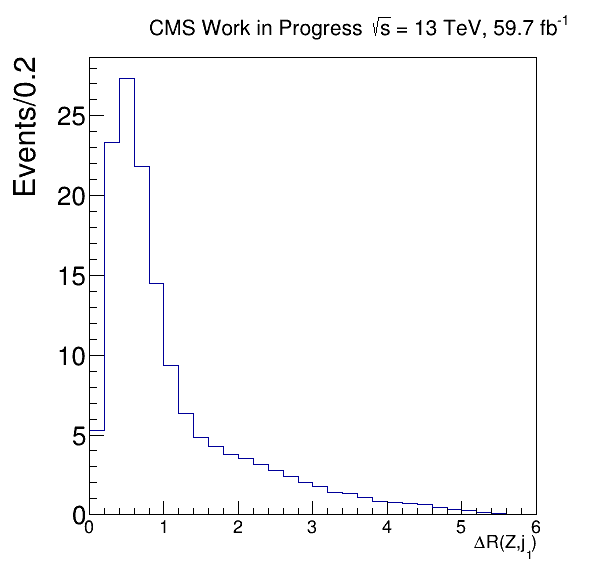 CMS Work in Progress √s = 13 TeV, 59.7 fb⁻¹
Events/0.2
25
20
15
10
5
0
0 1 2 3 4 5 6
ΔR(Z,j₁)